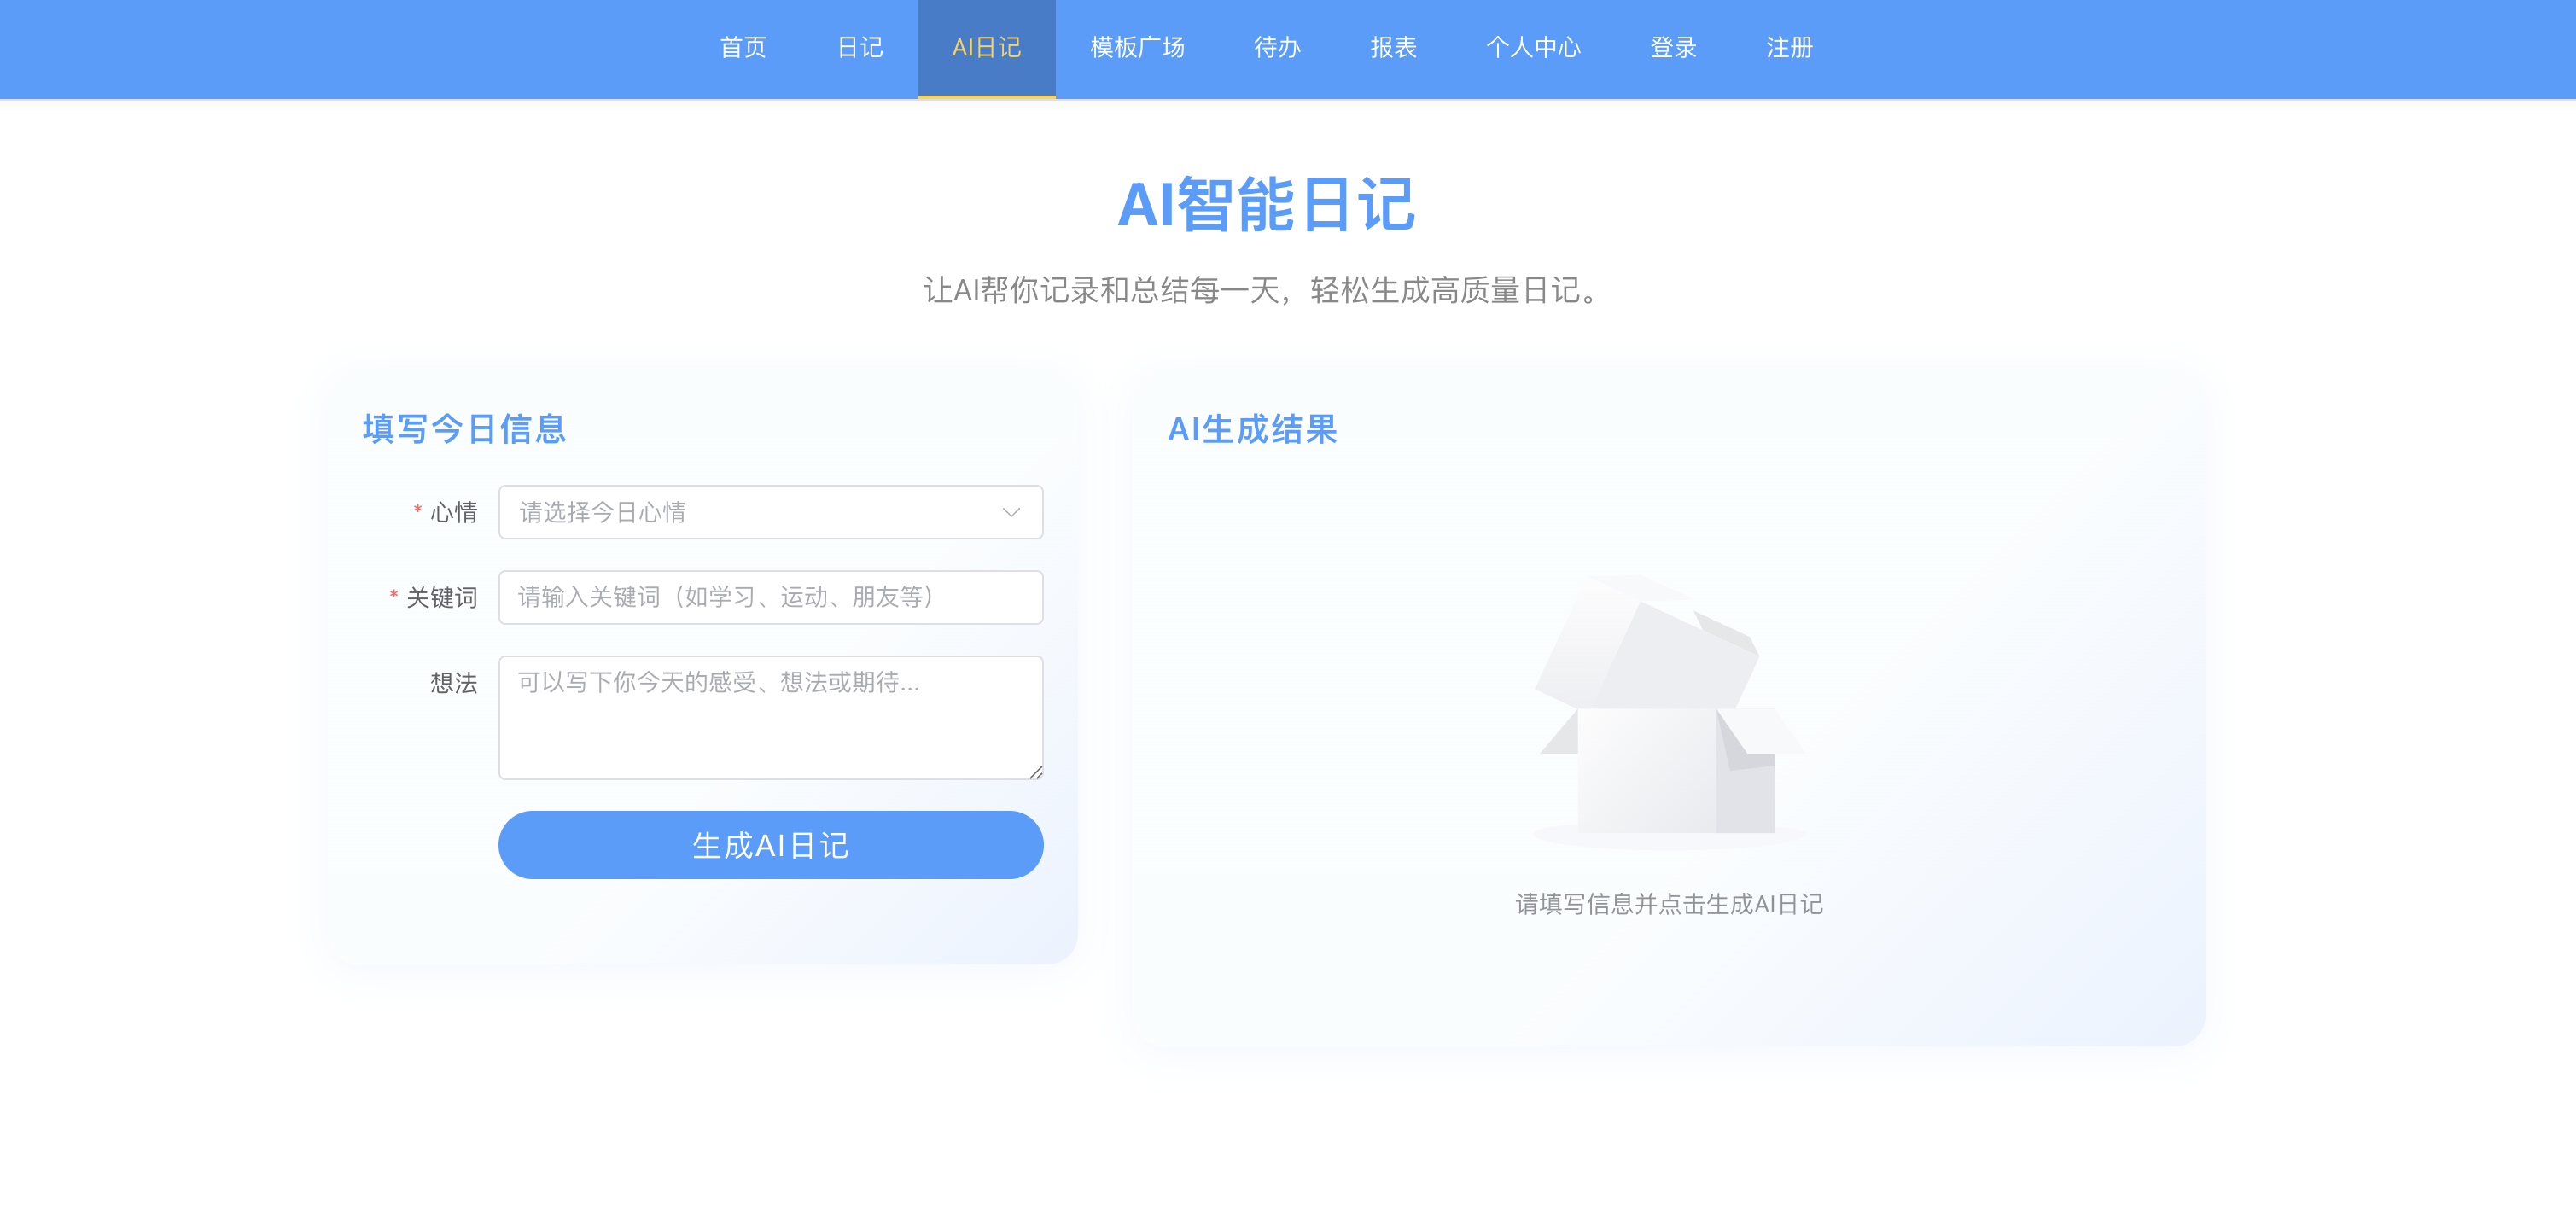 首页 日记 AI日记 模板广场 待办 报表 个人中心 登录 注册
AI智能日记
让AI帮你记录和总结每一天，轻松生成高质量日记。
填写今日信息
* 心情 请选择今日心情
* 关键词 请输入关键词（如学习、运动、朋友等）
想法 可以写下你今天的感受、想法或期待...
生成AI日记
AI生成结果
请填写信息并点击生成AI日记